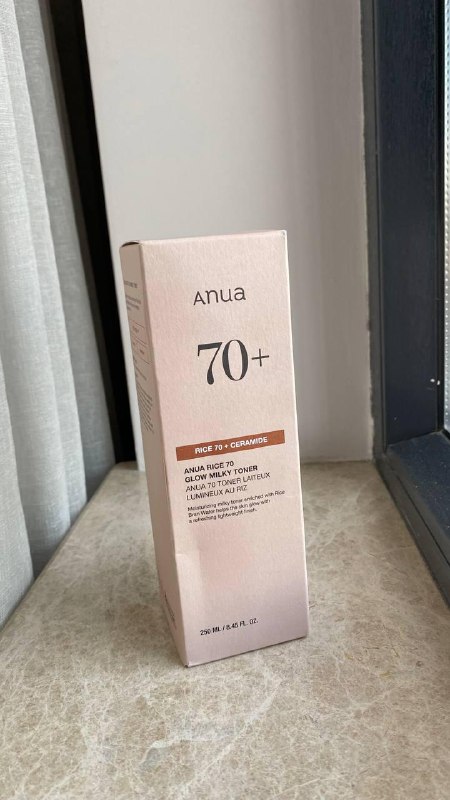 Anua
70+
RICE 70 + CERAMIDE
ANUA RICE 70
GLOW MILKY TONER
ANUA 70 TONER LAITEUX
LUMINEUX AU RIZ
Moisturizing milky toner enriched with Rice
Bran Water helps the skin glow with
a refreshing lightweight finish.
250 ML / 8.45 FL. OZ.